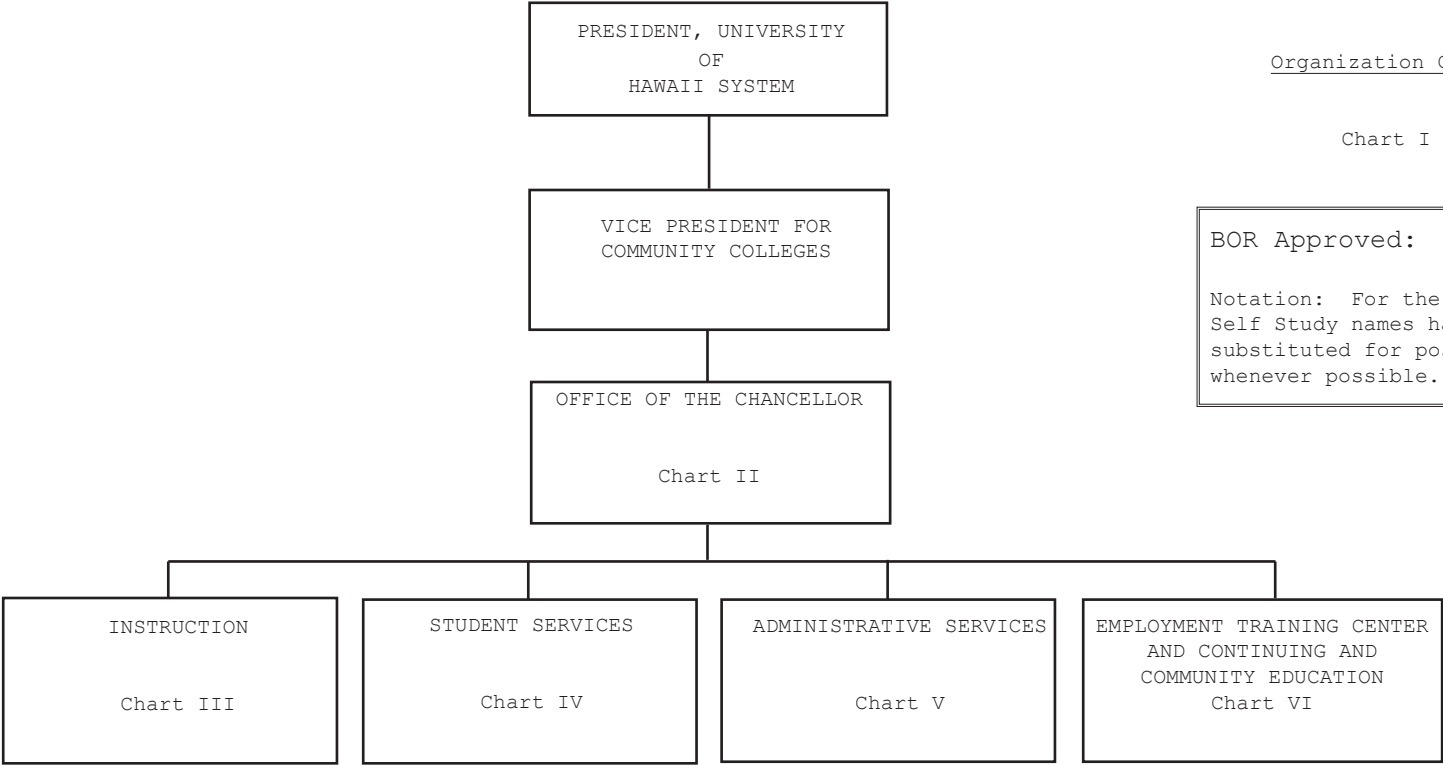 PRESIDENT, UNIVERSITY
OF
HAWAII SYSTEM
Organization
Chart I
VICE PRESIDENT FOR
COMMUNITY COLLEGES
BOR Approved:
Notation: For the
Self Study names
substituted for
whenever possible.
OFFICE OF THE CHANCELLOR
Chart II
INSTRUCTION
Chart III
STUDENT SERVICES
Chart IV
ADMINISTRATIVE SERVICES
Chart V
EMPLOYMENT TRAINING CENTER
AND CONTINUING AND
COMMUNITY EDUCATION
Chart VI